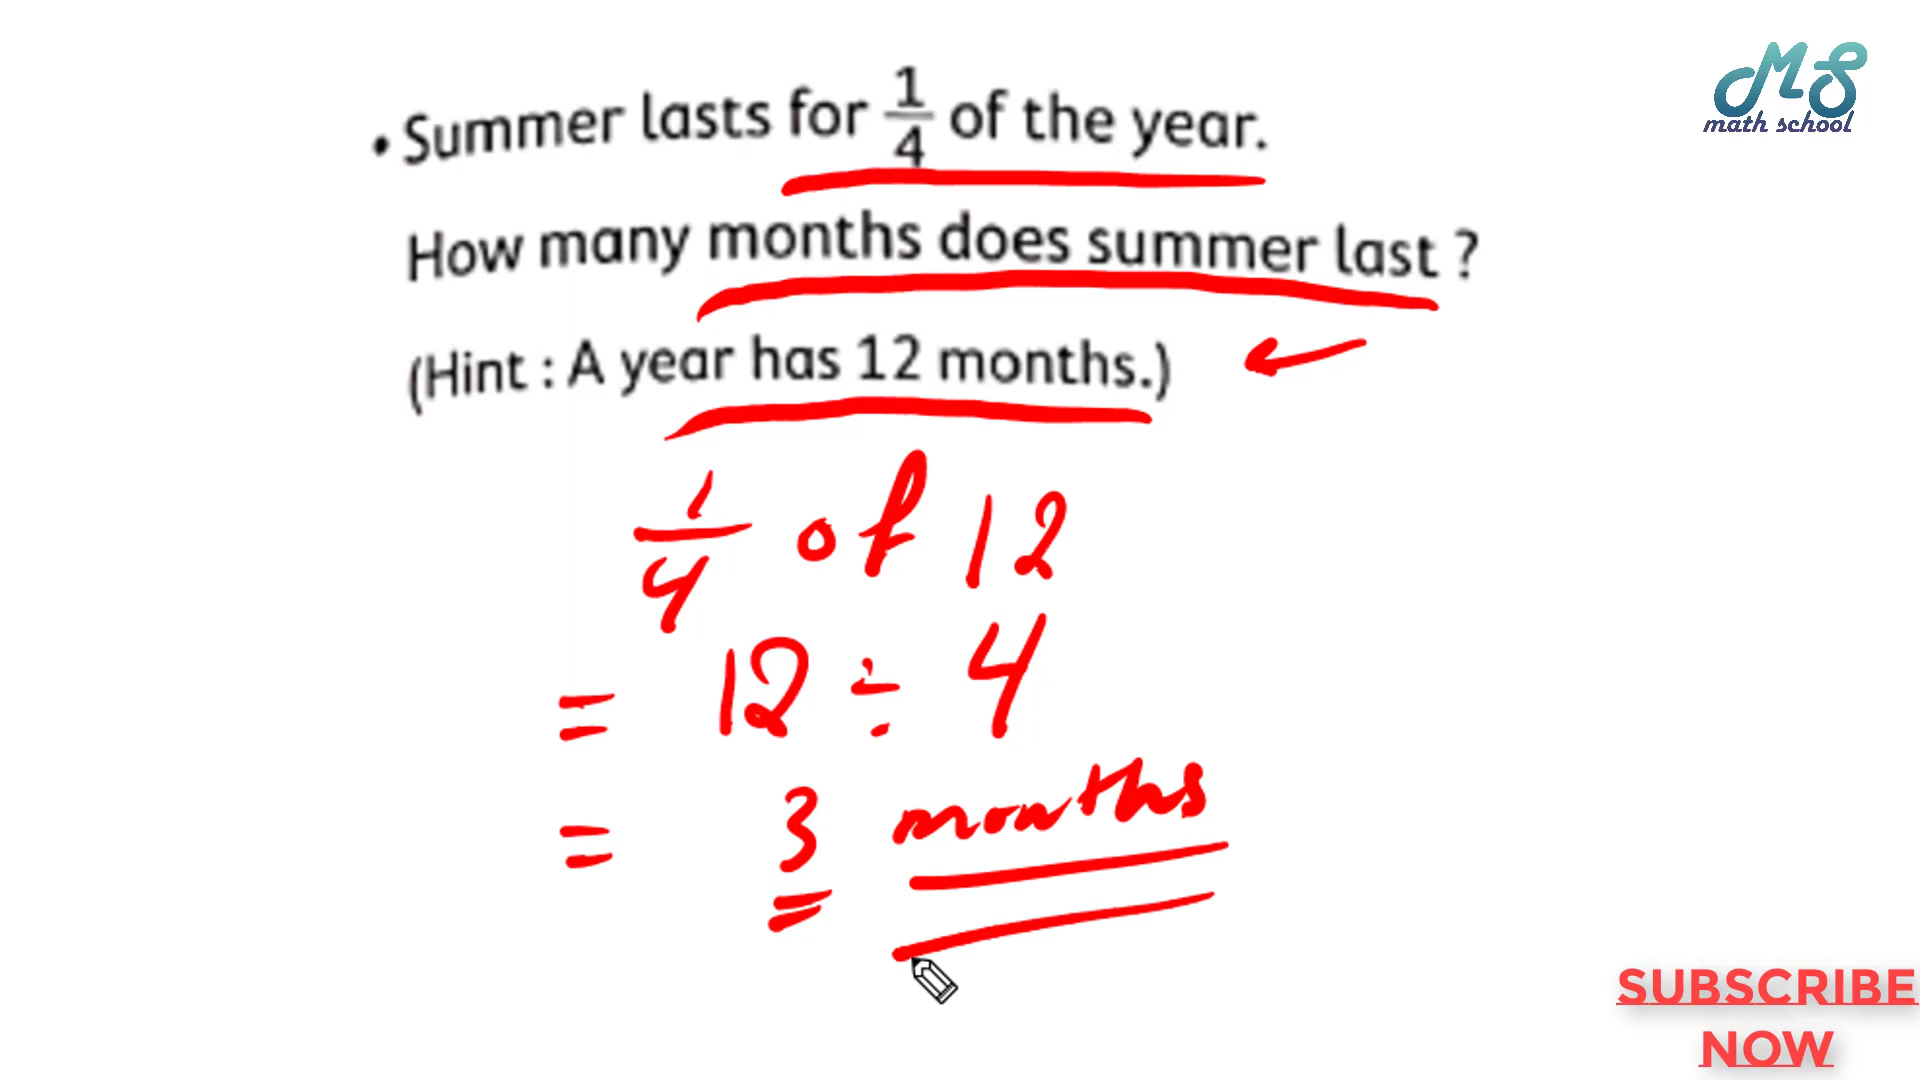 MS
math school
• Summer lasts for 1/4 of the year.
How many months does summer last ?
(Hint : A year has 12 months.)
1/4 of 12
= 12 ÷ 4
= 3 months
SUBSCRIBE
NOW